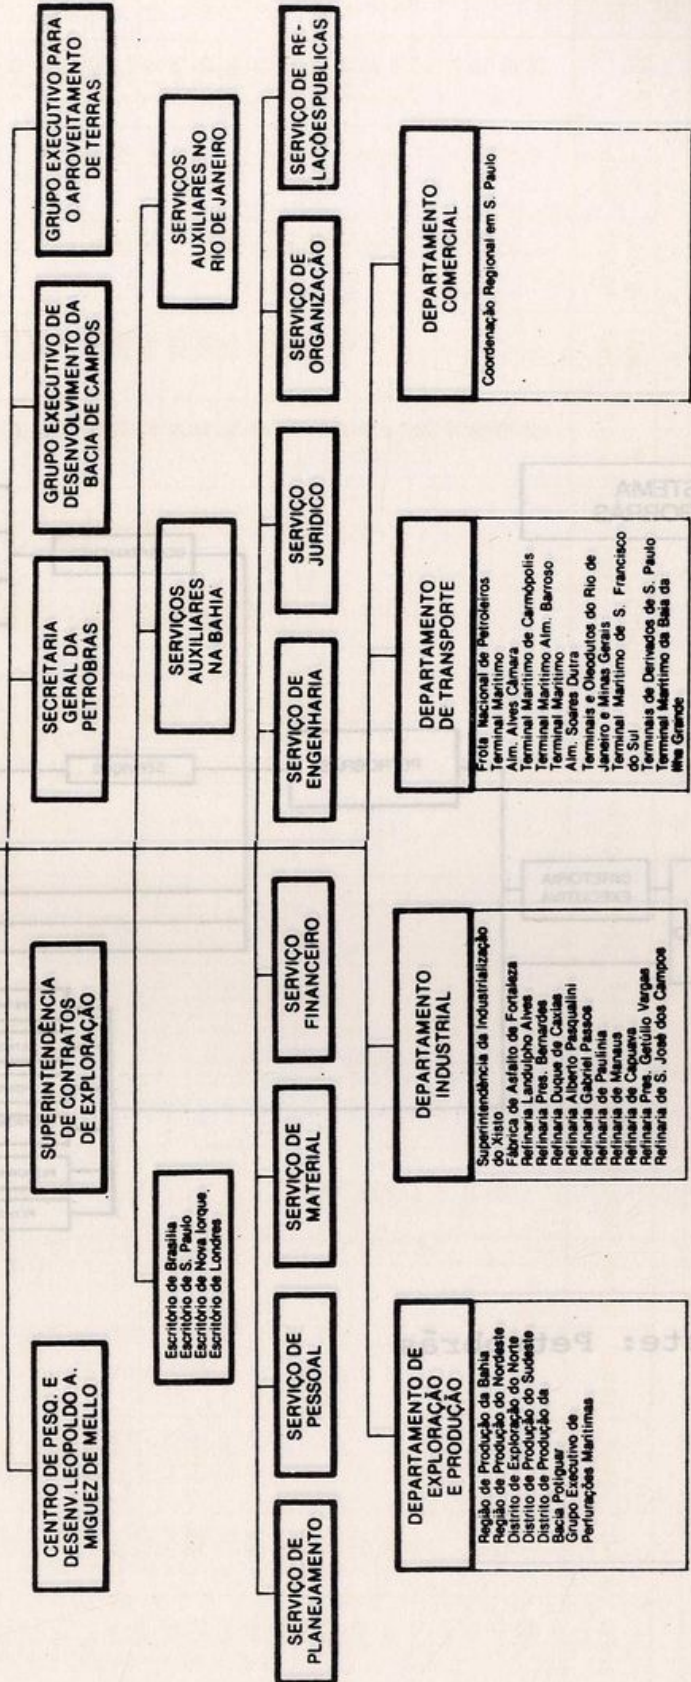 CENTRO DE PESQ. E
DESENV. LEOPOLDO A.
MIGUEZ DE MELLO
SUPERINTENDÊNCIA
DE CONTRATOS
DE EXPLORAÇÃO
SECRETARIA
GERAL DA
PETROBRAS
GRUPO EXECUTIVO DE
DESENVOLVIMENTO DA
BACIA DE CAMPOS
GRUPO EXECUTIVO PARA
O APROVEITAMENTO
DE TERRAS
Escritório de Brasília
Escritório de S. Paulo
Escritório de Nova Iorque
Escritório de Londres
SERVIÇOS
AUXILIARES
NA BAHIA
SERVIÇOS
AUXILIARES NO
RIO DE JANEIRO
SERVIÇO DE
PLANEJAMENTO
SERVIÇO DE
PESSOAL
SERVIÇO DE
MATERIAL
SERVIÇO
FINANCEIRO
SERVIÇO DE
ENGENHARIA
SERVIÇO
JURIDICO
SERVIÇO DE
ORGANIZAÇÃO
SERVIÇO DE RE-
LAÇÕES PUBLICAS
DEPARTAMENTO DE
EXPLORAÇÃO
E PRODUÇÃO
Região de Produção da Bahia
Região de Produção do Nordeste
Distrito de Exploração do Norte
Distrito de Produção do Sudeste
Distrito de Produção da
Bacia Potiguar
Grupo Executivo de
Perfurações Marítimas
DEPARTAMENTO
INDUSTRIAL
Superintendência da Industrialização
do Xisto
Fábrica de Asfalto de Fortaleza
Refinaria Landulpho Alves
Refinaria Pres. Bernardes
Refinaria Duque de Caxias
Refinaria Alberto Pasqualini
Refinaria Gabriel Passos
Refinaria de Paulínia
Refinaria de Manaus
Refinaria de Capuava
Refinaria Pres. Getúlio Vargas
Refinaria de S. José dos Campos
DEPARTAMENTO
DE TRANSPORTE
Frota Nacional de Petroleiros
Terminal Marítimo
Alm. Alves Câmara
Terminal Marítimo de Carmópolis
Terminal Marítimo Alm. Barroso
Terminal Marítimo
Alm. Soares Dutra
Terminais e Oleodutos do Rio de
Janeiro e Minas Gerais
Terminal Marítimo de S. Francisco
do Sul
Terminais de Derivados de S. Paulo
Terminal Marítimo da Baia da
Ilha Grande
DEPARTAMENTO
COMERCIAL
Coordenação Regional em S. Paulo